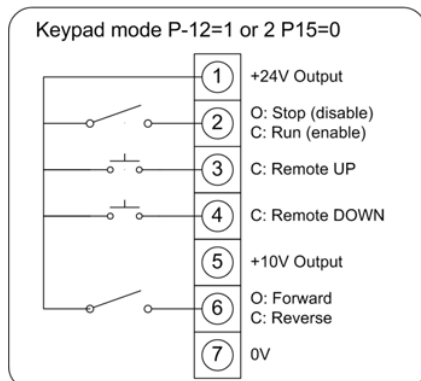 Keypad mode P-12=1 or 2 P15=0
1 +24V Output
2 O: Stop (disable)
C: Run (enable)
3 C: Remote UP
4 C: Remote DOWN
5 +10V Output
6 O: Forward
C: Reverse
7 0V